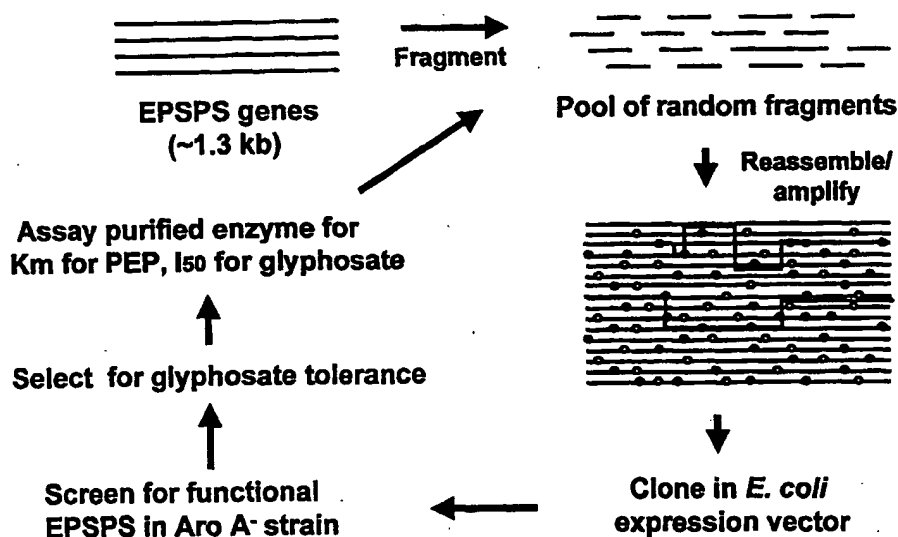 EPSPS genes
(~1.3 kb)
Fragment
Pool of random fragments
Reassemble/
amplify
Clone in E. coli
expression vector
Screen for functional
EPSPS in Aro A- strain
Select for glyphosate tolerance
Assay purified enzyme for
Km for PEP, I50 for glyphosate